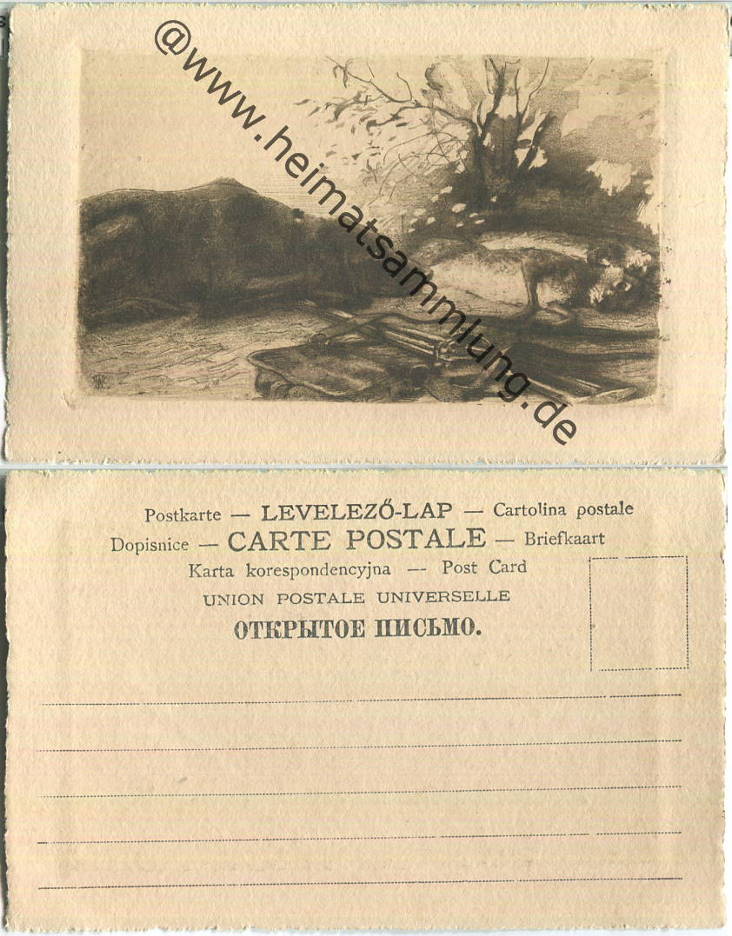 @www.heimatsammlung.de
Postkarte — LEVELEZŐ-LAP — Cartolina postale
Dopisnice — CARTE POSTALE — Briefkaart
Karta korespondencyjna — Post Card
UNION POSTALE UNIVERSELLE
ОТКРЫТОЕ ПИСЬМО.